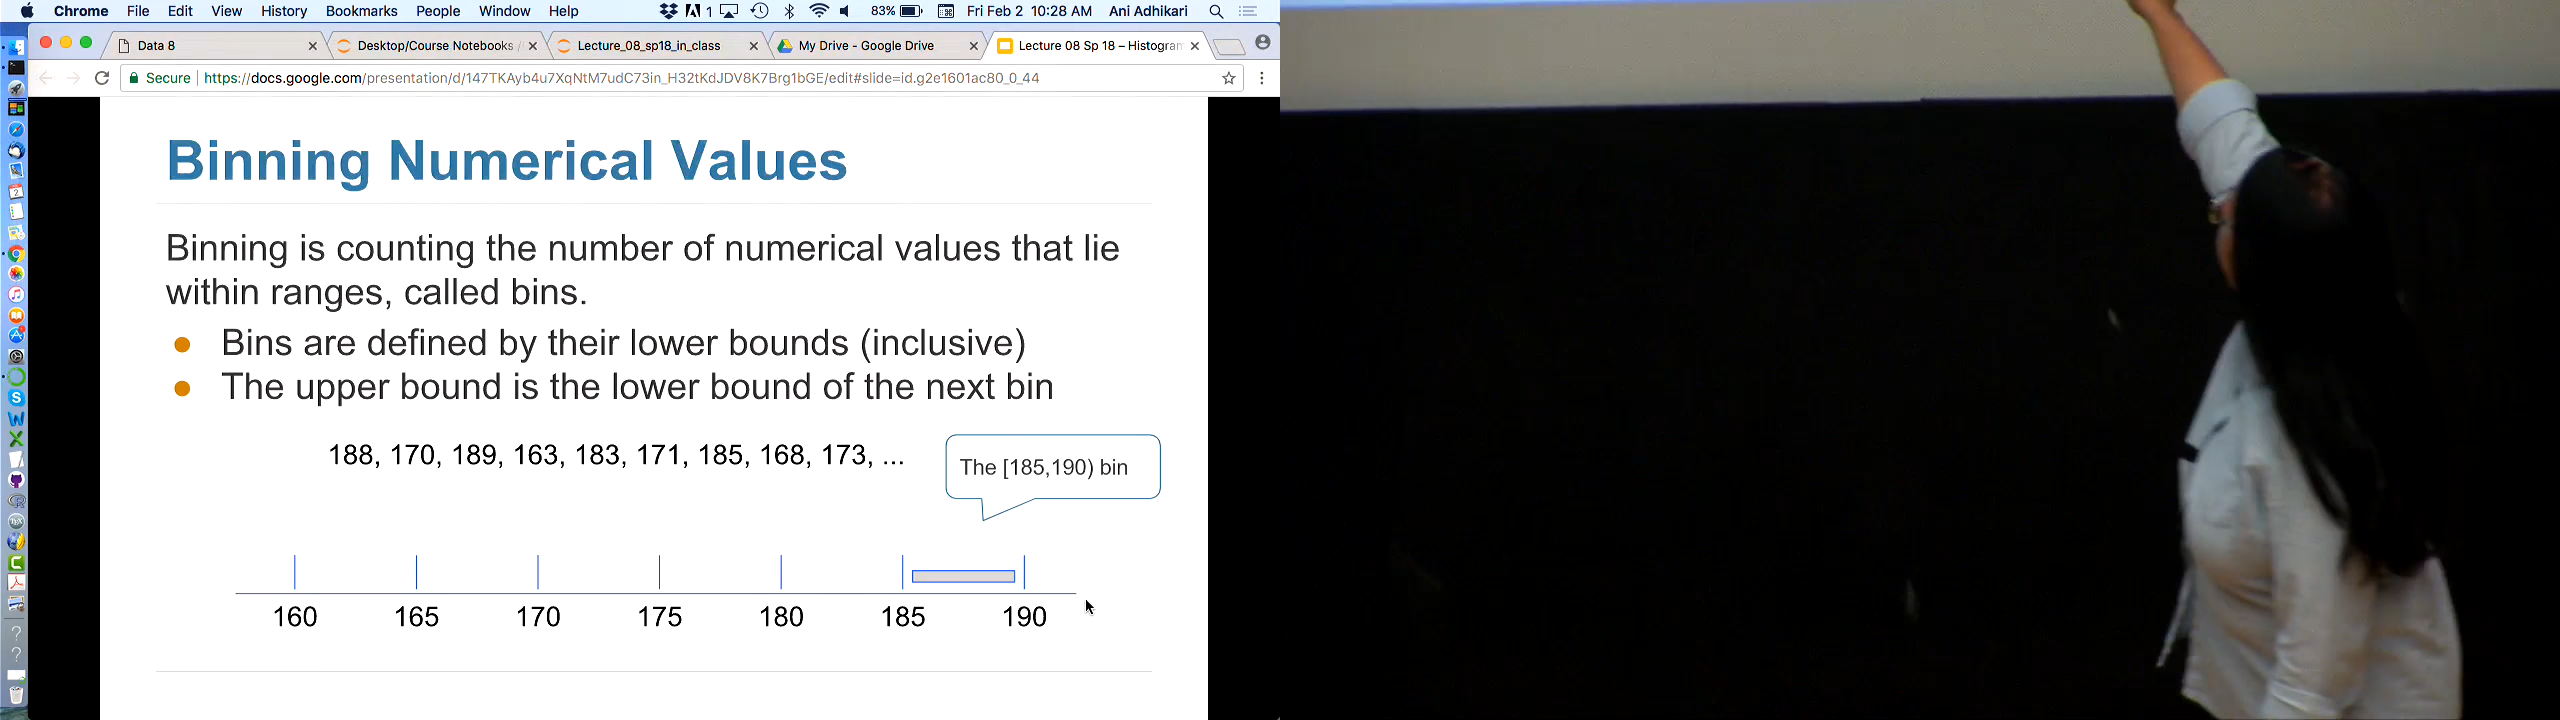 Chrome File Edit View History Bookmarks People Window Help 1 83% Fri Feb 2 10:28 AM Ani Adhikari
Data 8 Desktop/Course Notebooks / Lecture_08_sp18_in_class My Drive - Google Drive Lecture 08 Sp 18 – Histogram
Secure https://docs.google.com/presentation/d/147TKAyb4u7XqNtM7udC73in_H32tKdJDV8K7Brg1bGE/edit#slide=id.g2e1601ac80_0_44
Binning Numerical Values
Binning is counting the number of numerical values that lie
within ranges, called bins.
● Bins are defined by their lower bounds (inclusive)
● The upper bound is the lower bound of the next bin
188, 170, 189, 163, 183, 171, 185, 168, 173, ...
The [185,190) bin
160 165 170 175 180 185 190